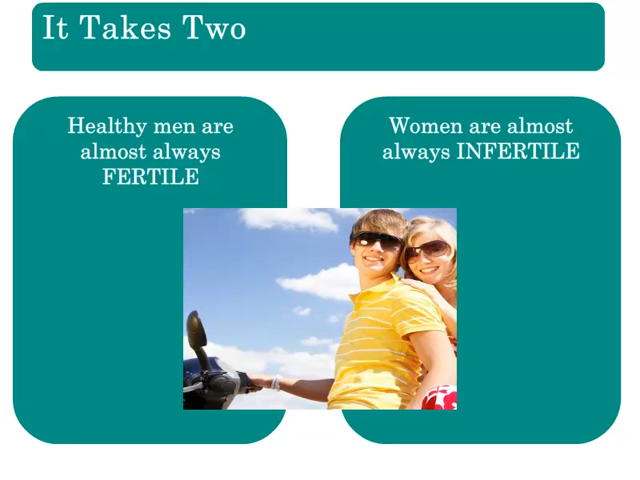 It Takes Two
Healthy men are
almost always
FERTILE
Women are almost
always INFERTILE